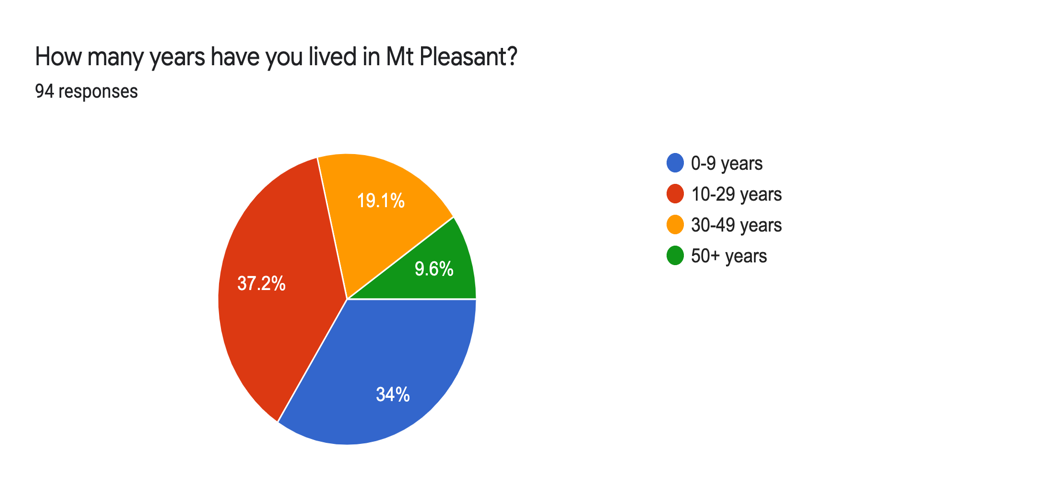 How many years have you lived in Mt Pleasant?
94 responses
0-9 years
10-29 years
30-49 years
50+ years
19.1%
9.6%
37.2%
34%